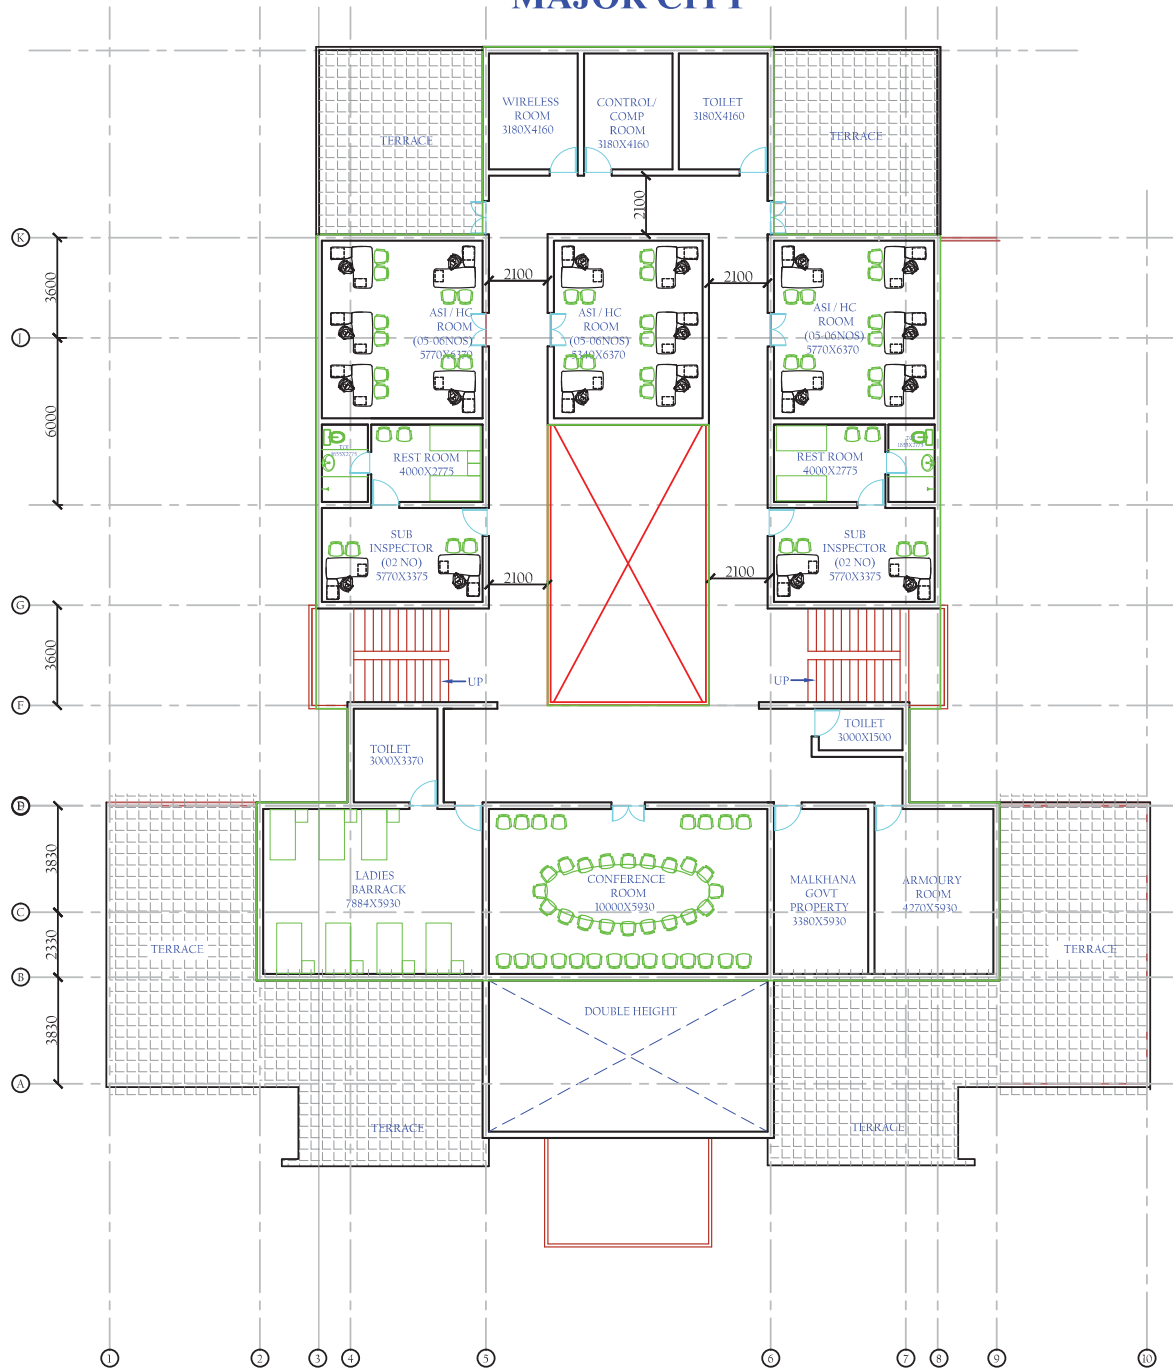 MAJOR CITY
WIRELESS
ROOM
3180X4160
CONTROL/
COMP
ROOM
3180X4160
TOILET
3180X4160
TERRACE
TERRACE
2100
K
3600
J
6000
G
3600
F
2100
2100
ASI / HC
ROOM
(05-06NOS)
5770X6370
ASI / HC
ROOM
(05-06NOS)
5340X6370
ASI / HC
ROOM
(05-06NOS)
5770X6370
REST ROOM
4000X2775
REST ROOM
4000X2775
SUB
INSPECTOR
(02 NO)
5770X3375
SUB
INSPECTOR
(02 NO)
5770X3375
2100
2100
UP
UP
TOILET
3000X3370
TOILET
3000X1500
3830
C
2330
B
3830
A
LADIES
BARRACK
7884X5930
CONFERENCE
ROOM
10000X5930
MALKHANA
GOVT
PROPERTY
3380X5930
ARMOURY
ROOM
4270X5930
TERRACE
TERRACE
DOUBLE HEIGHT
TERRACE
TERRACE
1
2
3
4
5
6
7
8
9
10